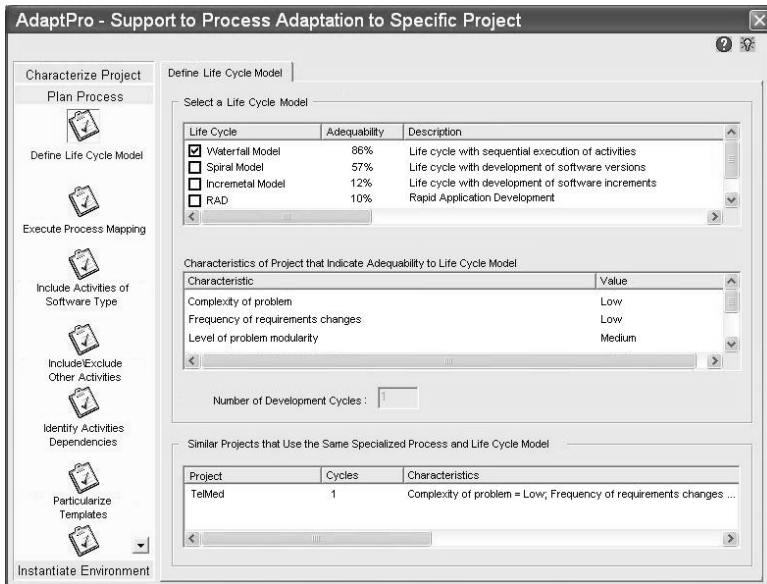 AdaptPro - Support to Process Adaptation to Specific Project
Characterize Project
Plan Process
Define Life Cycle Model
Execute Process Mapping
Include Activities of
Software Type
Include\Exclude
Other Activities
Identify Activities
Dependencies
Particularize
Templates
Instantiate Environment
Define Life Cycle Model
Select a Life Cycle Model
Life Cycle Adequability Description
Waterfall Model 86% Life cycle with sequential execution of activities
Spiral Model 57% Life cycle with development of software versions
Incremetal Model 12% Life cycle with development of software increments
RAD 10% Rapid Application Development
Characteristics of Project that Indicate Adequability to Life Cycle Model
Characteristic Value
Complexity of problem Low
Frequency of requirements changes Low
Level of problem modularity Medium
Number of Development Cycles : 1
Similar Projects that Use the Same Specialized Process and Life Cycle Model
Project Cycles Characteristics
TelMed 1 Complexity of problem = Low; Frequency of requirements changes ...